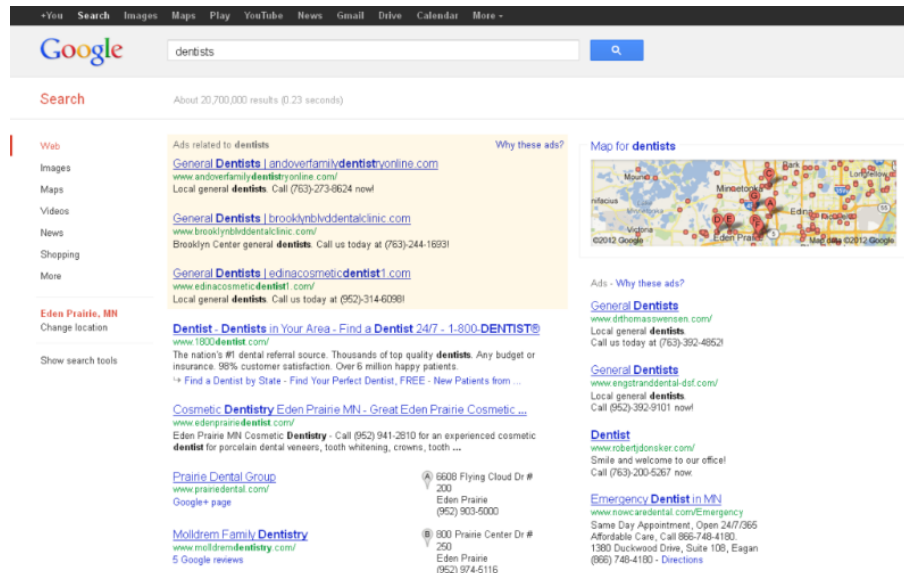 +You Search Images Maps Play YouTube News Gmail Drive Calendar More
Google
dentists
Search
About 20,700,000 results (0.23 seconds)
Web
Images
Maps
Videos
News
Shopping
More
Eden Prairie, MN
Change location
Show search tools
Ads related to dentists
Why these ads?
General Dentists | andoverfamilydentistryonline.com
www.andoverfamilydentistryonline.com/
Local general dentists. Call (763)-273-8624 now!
General Dentists | brooklynblvddentalclinic.com
www.brooklynblvddentalclinic.com/
Brooklyn Center general dentists. Call us today at (763)-244-1693!
General Dentists | edinacosmeticdentist1.com
www.edinacosmeticdentist1.com/
Local general dentists. Call us today at (952)-314-6098!
Dentist - Dentists in Your Area - Find a Dentist 24/7 - 1-800-DENTIST®
www.1800dentist.com/
The nation's #1 dental referral source. Thousands of top quality dentists. Any budget or
insurance. 98% customer satisfaction. Over 6 million happy patients.
Find a Dentist by State - Find Your Perfect Dentist, FREE - New Patients from ...
Cosmetic Dentistry Eden Prairie MN - Great Eden Prairie Cosmetic ...
www.edenprairiedentist.com/
Eden Prairie MN Cosmetic Dentistry - Call (952) 941-2810 for an experienced cosmetic
dentist for porcelain dental veneers, tooth whitening, crowns, tooth ...
Prairie Dental Group
www.prairiedental.com/
Google+ page
A
6608 Flying Cloud Dr #
200
Eden Prairie
(952) 903-5000
Molldrem Family Dentistry
www.molldremdentistry.com/
5 Google reviews
B
800 Prairie Center Dr #
250
Eden Prairie
(952) 974-5116
Map for dentists
Park
Mound
Longfellow
Minnetonka
nifacius
Edina
Victoria
Eden Prairie
©2012 Google
Map data ©2012 Google
Ads - Why these ads?
General Dentists
www.drthomasswensen.com/
Local general dentists.
Call us today at (763)-392-4852!
General Dentists
www.engstranddental-dsf.com/
Local general dentists.
Call (952)-392-9101 now!
Dentist
www.robertjdonsker.com/
Smile and welcome to our office!
Call (763)-200-5267 now.
Emergency Dentist in MN
www.nowcaredental.com/Emergency
Same Day Appointment, Open 24/7/365
Affordable Care, Call 866-748-4180.
1380 Duckwood Drive, Suite 108, Eagan
(866) 748-4180 - Directions